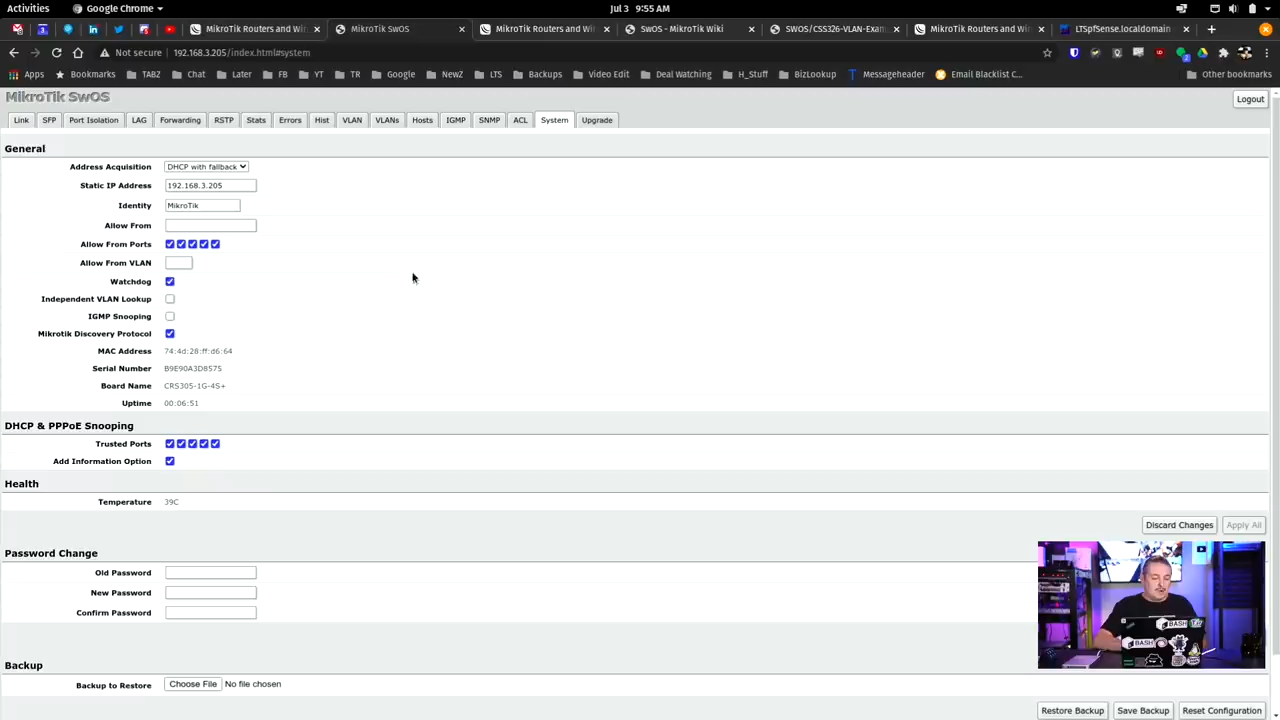 Activities
Google Chrome
Jul 3 9:55 AM
MikroTik Routers and Win
MikroTik SwOS
MikroTik Routers and Wir
SwOS - MikroTik Wiki
SWOS/CSS326-VLAN-Exam
MikroTik Routers and Wir
LTSpfSense.localdomain
Not secure | 192.168.3.205/index.html#system
Apps
Bookmarks
TABZ
Chat
Later
FB
YT
TR
Google
NewZ
LTS
Backups
Video Edit
Deal Watching
H_Stuff
BizLookup
Messageheader
Email Blacklist C...
Other bookmarks
MikroTik SwOS
Logout
Link
SFP
Port Isolation
LAG
Forwarding
RSTP
Stats
Errors
Hist
VLAN
VLANs
Hosts
IGMP
SNMP
ACL
System
Upgrade
General
Address Acquisition DHCP with fallback
Static IP Address 192.168.3.205
Identity MikroTik
Allow From
Allow From Ports
Allow From VLAN
Watchdog
Independent VLAN Lookup
IGMP Snooping
Mikrotik Discovery Protocol
MAC Address 74:4d:28:ff:d6:64
Serial Number B9E90A3D8575
Board Name CRS305-1G-4S+
Uptime 00:06:51
DHCP & PPPoE Snooping
Trusted Ports
Add Information Option
Health
Temperature 39C
Discard Changes
Apply All
Password Change
Old Password
New Password
Confirm Password
BASH
BASH
Backup
Backup to Restore Choose File No file chosen
Restore Backup
Save Backup
Reset Configuration